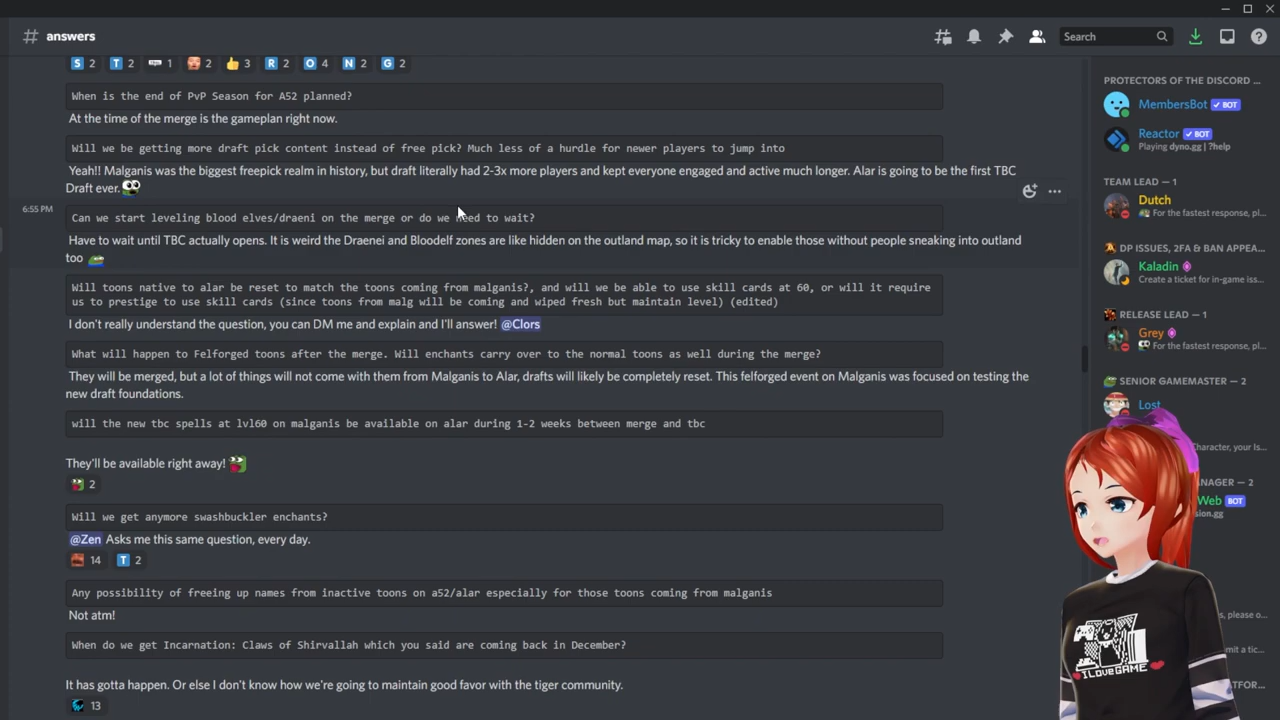 # answers
Search
S 2 T 2 1 2 3 R 2 O 4 N 2 G 2
When is the end of PvP Season for A52 planned?
At the time of the merge is the gameplan right now.
Will we be getting more draft pick content instead of free pick? Much less of a hurdle for newer players to jump into
Yeah!! Malganis was the biggest freepick realm in history, but draft literally had 2-3x more players and kept everyone engaged and active much longer. Alar is going to be the first TBC
Draft ever.
6:55 PM
Can we start leveling blood elves/draeni on the merge or do we need to wait?
Have to wait until TBC actually opens. It is weird the Draenei and Bloodelf zones are like hidden on the outland map, so it is tricky to enable those without people sneaking into outland
too
Will toons native to alar be reset to match the toons coming from malganis?, and will we be able to use skill cards at 60, or will it require
us to prestige to use skill cards (since toons from malg will be coming and wiped fresh but maintain level) (edited)
I don't really understand the question, you can DM me and explain and I'll answer! @Clors
What will happen to Felforged toons after the merge. Will enchants carry over to the normal toons as well during the merge?
They will be merged, but a lot of things will not come with them from Malganis to Alar, drafts will likely be completely reset. This felforged event on Malganis was focused on testing the
new draft foundations.
will the new tbc spells at lvl60 on malganis be available on alar during 1-2 weeks between merge and tbc
They'll be available right away!
2
Will we get anymore swashbuckler enchants?
@Zen Asks me this same question, every day.
14 T 2
Any possibility of freeing up names from inactive toons on a52/alar especially for those toons coming from malganis
Not atm!
When do we get Incarnation: Claws of Shirvallah which you said are coming back in December?
It has gotta happen. Or else I don't know how we're going to maintain good favor with the tiger community.
13
PROTECTORS OF THE DISCORD ...
MembersBot ✓ BOT
Reactor ✓ BOT
Playing dyno.gg | ?help
TEAM LEAD — 1
Dutch
For the fastest response, pl...
DP ISSUES, 2FA & BAN APPEA...
Kaladin
Create a ticket for in-game iss...
RELEASE LEAD — 1
Grey
For the fastest response, pl...
SENIOR GAMEMASTER — 2
Lost
Character, your Is...
NAGER — 2
Web BOT
sion.gg
s, please o...
mit a tic...
ATFOR...
I LOVE GAME